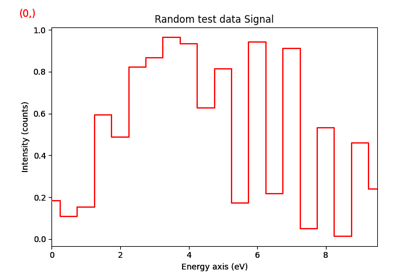 (0,)
Random test data Signal
Intensity (counts)
1.0
0.8
0.6
0.4
0.2
0.0
0 2 4 6 8
Energy axis (eV)